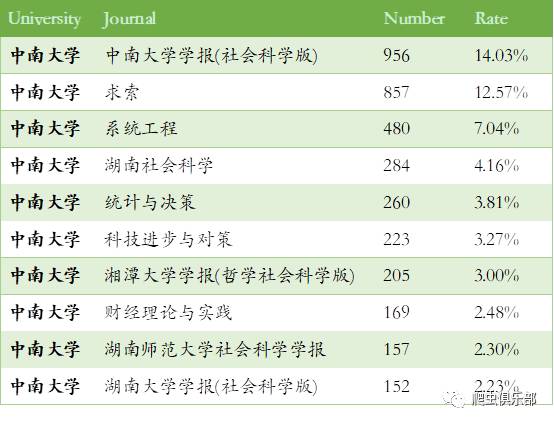 University Journal Number Rate
中南大学 中南大学学报(社会科学版) 956 14.03%
中南大学 求索 857 12.57%
中南大学 系统工程 480 7.04%
中南大学 湖南社会科学 284 4.16%
中南大学 统计与决策 260 3.81%
中南大学 科技进步与对策 223 3.27%
中南大学 湘潭大学学报(哲学社会科学版) 205 3.00%
中南大学 财经理论与实践 169 2.48%
中南大学 湖南师范大学社会科学学报 157 2.30%
中南大学 湖南大学学报(社会科学版) 152 2.23%
爬虫俱乐部